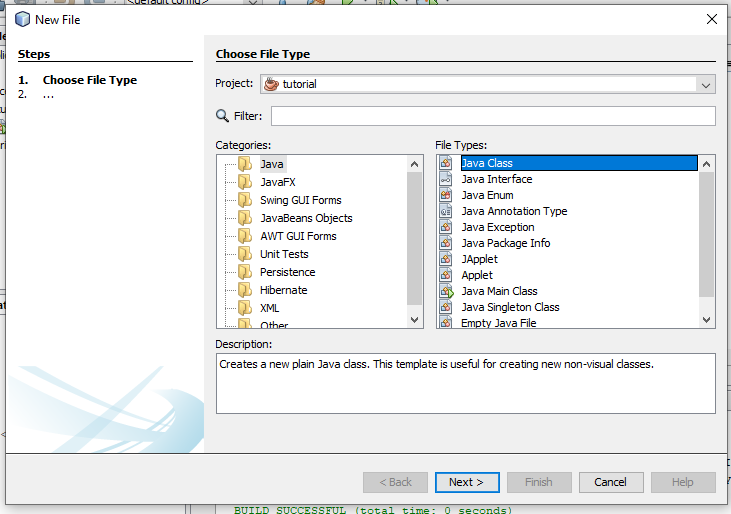 <default config>
New File
Steps
1. Choose File Type
2. ...
Choose File Type
Project: tutorial
Filter:
Categories:
Java
JavaFX
Swing GUI Forms
JavaBeans Objects
AWT GUI Forms
Unit Tests
Persistence
Hibernate
XML
Other
File Types:
Java Class
Java Interface
Java Enum
Java Annotation Type
Java Exception
Java Package Info
JApplet
Applet
Java Main Class
Java Singleton Class
Empty Java File
Description:
Creates a new plain Java class. This template is useful for creating new non-visual classes.
< Back
Next >
Finish
Cancel
Help
BUILD SUCCESSFUL (total time: 0 seconds)